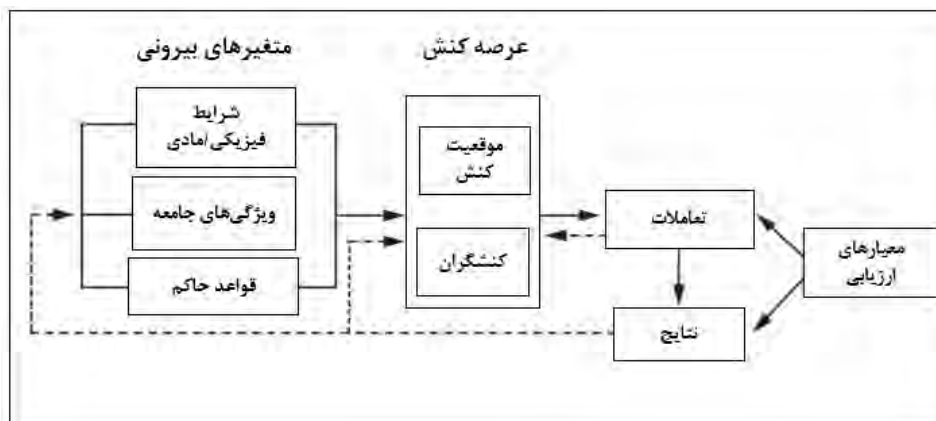 متغیرهای بیرونی
عرصه کنش
شرایط
فیزیکی/مادی
ویژگی‌های جامعه
قواعد حاکم
موقعیت
کنش
کنشگران
تعاملات
نتایج
معیارهای
ارزیابی